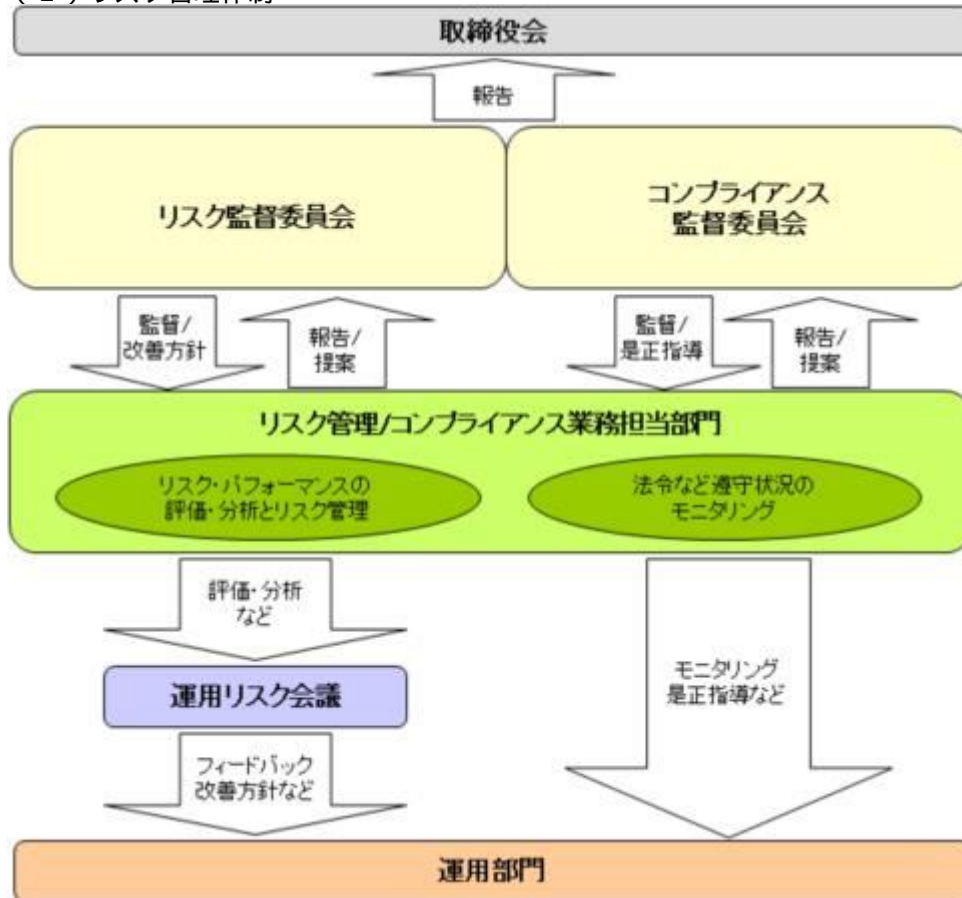 リスク管理体制
取締役会
報告
リスク監督委員会
コンプライアンス
監督委員会
監督/
改善方針
報告/
提案
監督/
是正指導
報告/
提案
リスク管理/コンプライアンス業務担当部門
リスク・パフォーマンスの
評価・分析とリスク管理
法令など遵守状況の
モニタリング
評価・分析
など
運用リスク会議
モニタリング
是正指導など
フィードバック
改善方針など
運用部門